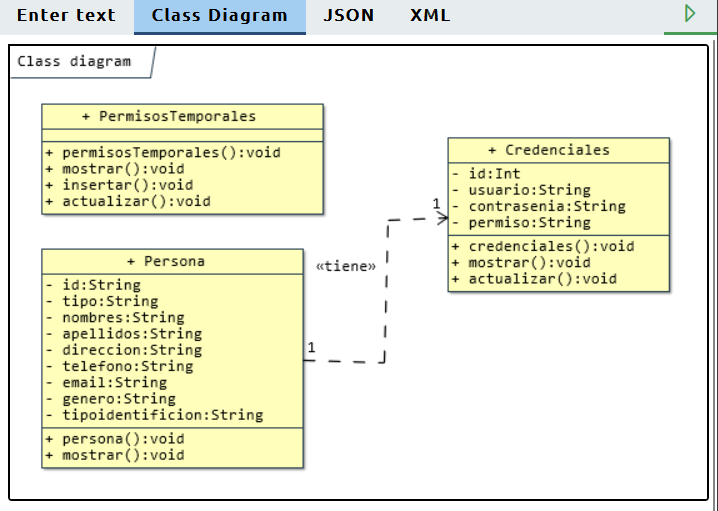 Enter text Class Diagram JSON XML
Class diagram
+ PermisosTemporales
+ permisosTemporales():void
+ mostrar():void
+ insertar():void
+ actualizar():void
+ Persona
- id:String
- tipo:String
- nombres:String
- apellidos:String
- direccion:String
- telefono:String
- email:String
- genero:String
- tipoidentificion:String
+ persona():void
+ mostrar():void
1
«tiene»
1
+ Credenciales
- id:Int
- usuario:String
- contrasenia:String
- permiso:String
+ credenciales():void
+ mostrar():void
+ actualizar():void